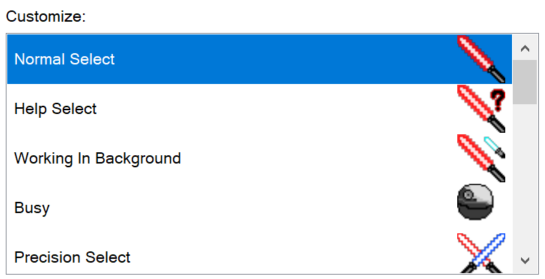 Customize:
Normal Select
Help Select
Working In Background
Busy
Precision Select